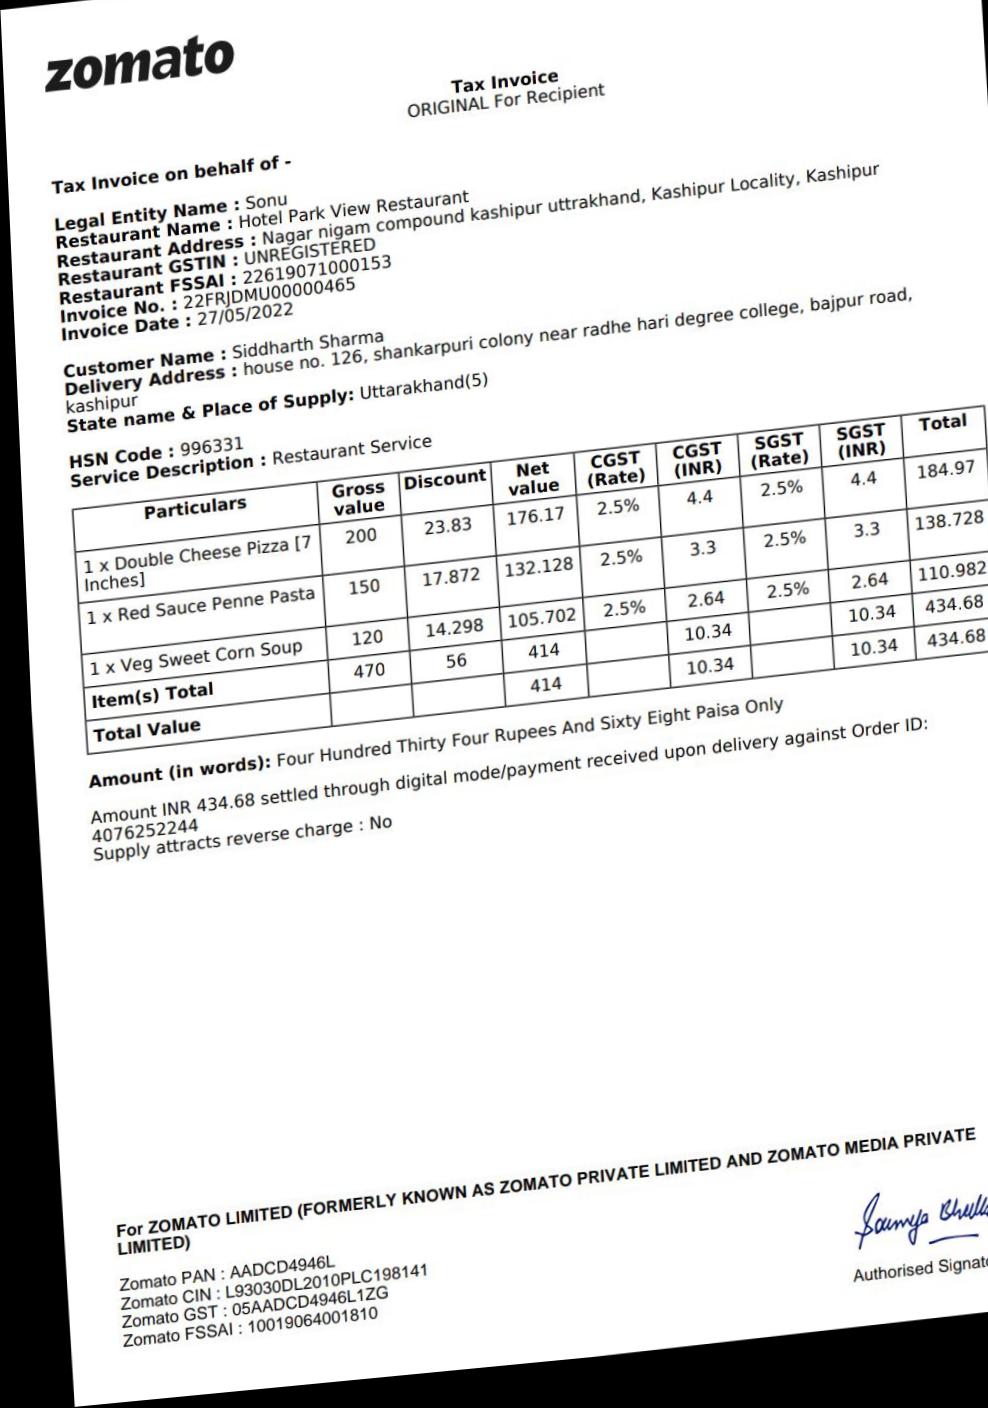 zomato
Tax Invoice
ORIGINAL For Recipient
Tax Invoice on behalf of -
Legal Entity Name : Sonu
Restaurant Name : Hotel Park View Restaurant
Restaurant Address : Nagar nigam compound kashipur uttrakhand, Kashipur Locality, Kashipur
Restaurant GSTIN : UNREGISTERED
Restaurant FSSAI : 22619071000153
Invoice No. : 22FRJDMU00000465
Invoice Date : 27/05/2022
Customer Name : Siddharth Sharma
Delivery Address : house no. 126, shankarpuri colony near radhe hari degree college, bajpur road,
kashipur
State name & Place of Supply: Uttarakhand(5)
HSN Code : 996331
Service Description : Restaurant Service
Particulars Gross value Discount Net value CGST (Rate) CGST (INR) SGST (Rate) SGST (INR) Total
1 x Double Cheese Pizza [7 Inches] 200 23.83 176.17 2.5% 4.4 2.5% 4.4 184.97
1 x Red Sauce Penne Pasta 150 17.872 132.128 2.5% 3.3 2.5% 3.3 138.728
1 x Veg Sweet Corn Soup 120 14.298 105.702 2.5% 2.64 2.5% 2.64 110.982
Item(s) Total 470 56 414 10.34 10.34 434.68
Total Value 414 10.34 10.34 434.68
Amount (in words): Four Hundred Thirty Four Rupees And Sixty Eight Paisa Only
Amount INR 434.68 settled through digital mode/payment received upon delivery against Order ID:
4076252244
Supply attracts reverse charge : No
For ZOMATO LIMITED (FORMERLY KNOWN AS ZOMATO PRIVATE LIMITED AND ZOMATO MEDIA PRIVATE
LIMITED)
Zomato PAN : AADCD4946L
Zomato CIN : L93030DL2010PLC198141
Zomato GST : 05AADCD4946L1ZG
Zomato FSSAI : 10019064001810
Authorised